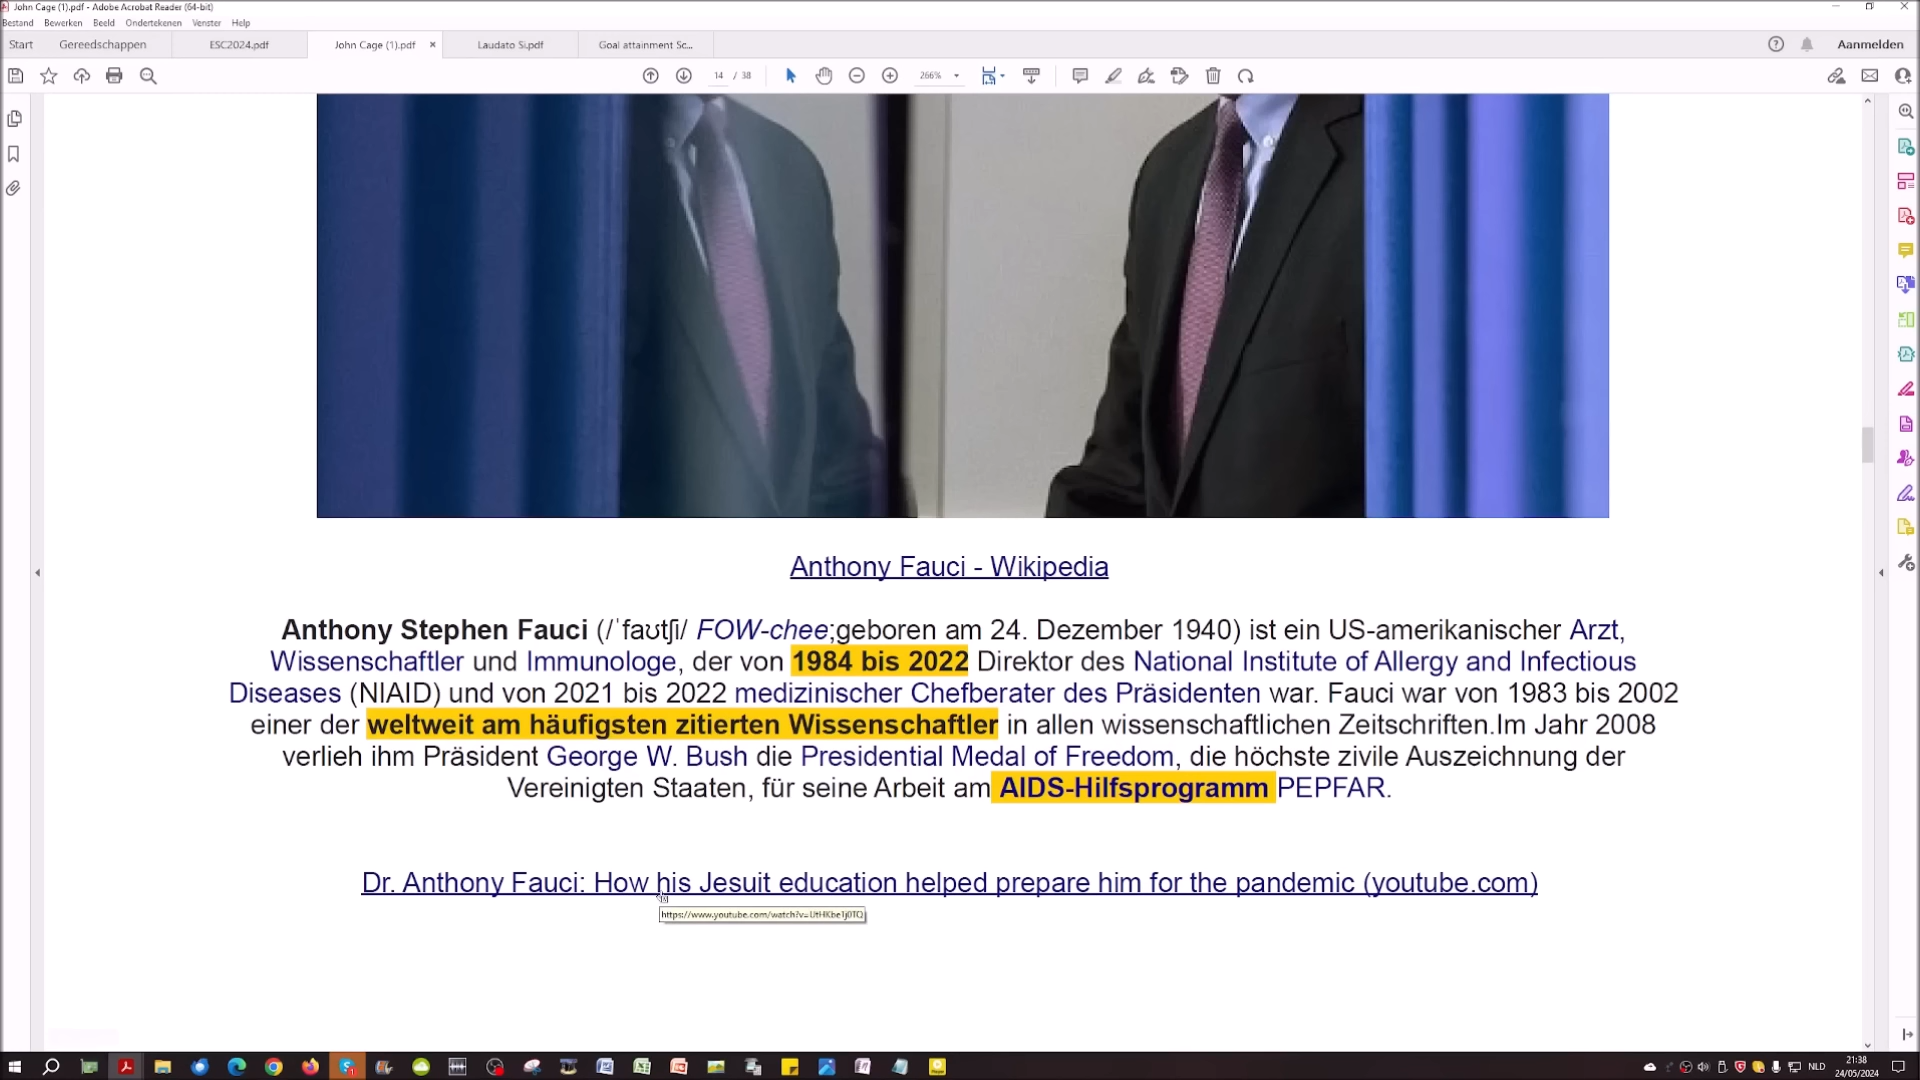 John Cage (1).pdf - Adobe Acrobat Reader (64-bit)
Bestand Bewerken Beeld Ondertekenen Venster Help
Start Gereedschappen ESC2024.pdf John Cage (1).pdf × Laudato Si.pdf Goal attainment Sc... Aanmelden
14 / 38 266%
Anthony Fauci - Wikipedia
Anthony Stephen Fauci (/ˈfaʊtʃi/ FOW-chee;geboren am 24. Dezember 1940) ist ein US-amerikanischer Arzt,
Wissenschaftler und Immunologe, der von 1984 bis 2022 Direktor des National Institute of Allergy and Infectious
Diseases (NIAID) und von 2021 bis 2022 medizinischer Chefberater des Präsidenten war. Fauci war von 1983 bis 2002
einer der weltweit am häufigsten zitierten Wissenschaftler in allen wissenschaftlichen Zeitschriften.Im Jahr 2008
verlieh ihm Präsident George W. Bush die Presidential Medal of Freedom, die höchste zivile Auszeichnung der
Vereinigten Staaten, für seine Arbeit am AIDS-Hilfsprogramm PEPFAR.
Dr. Anthony Fauci: How his Jesuit education helped prepare him for the pandemic (youtube.com)
NLD
21:38
24/05/2024